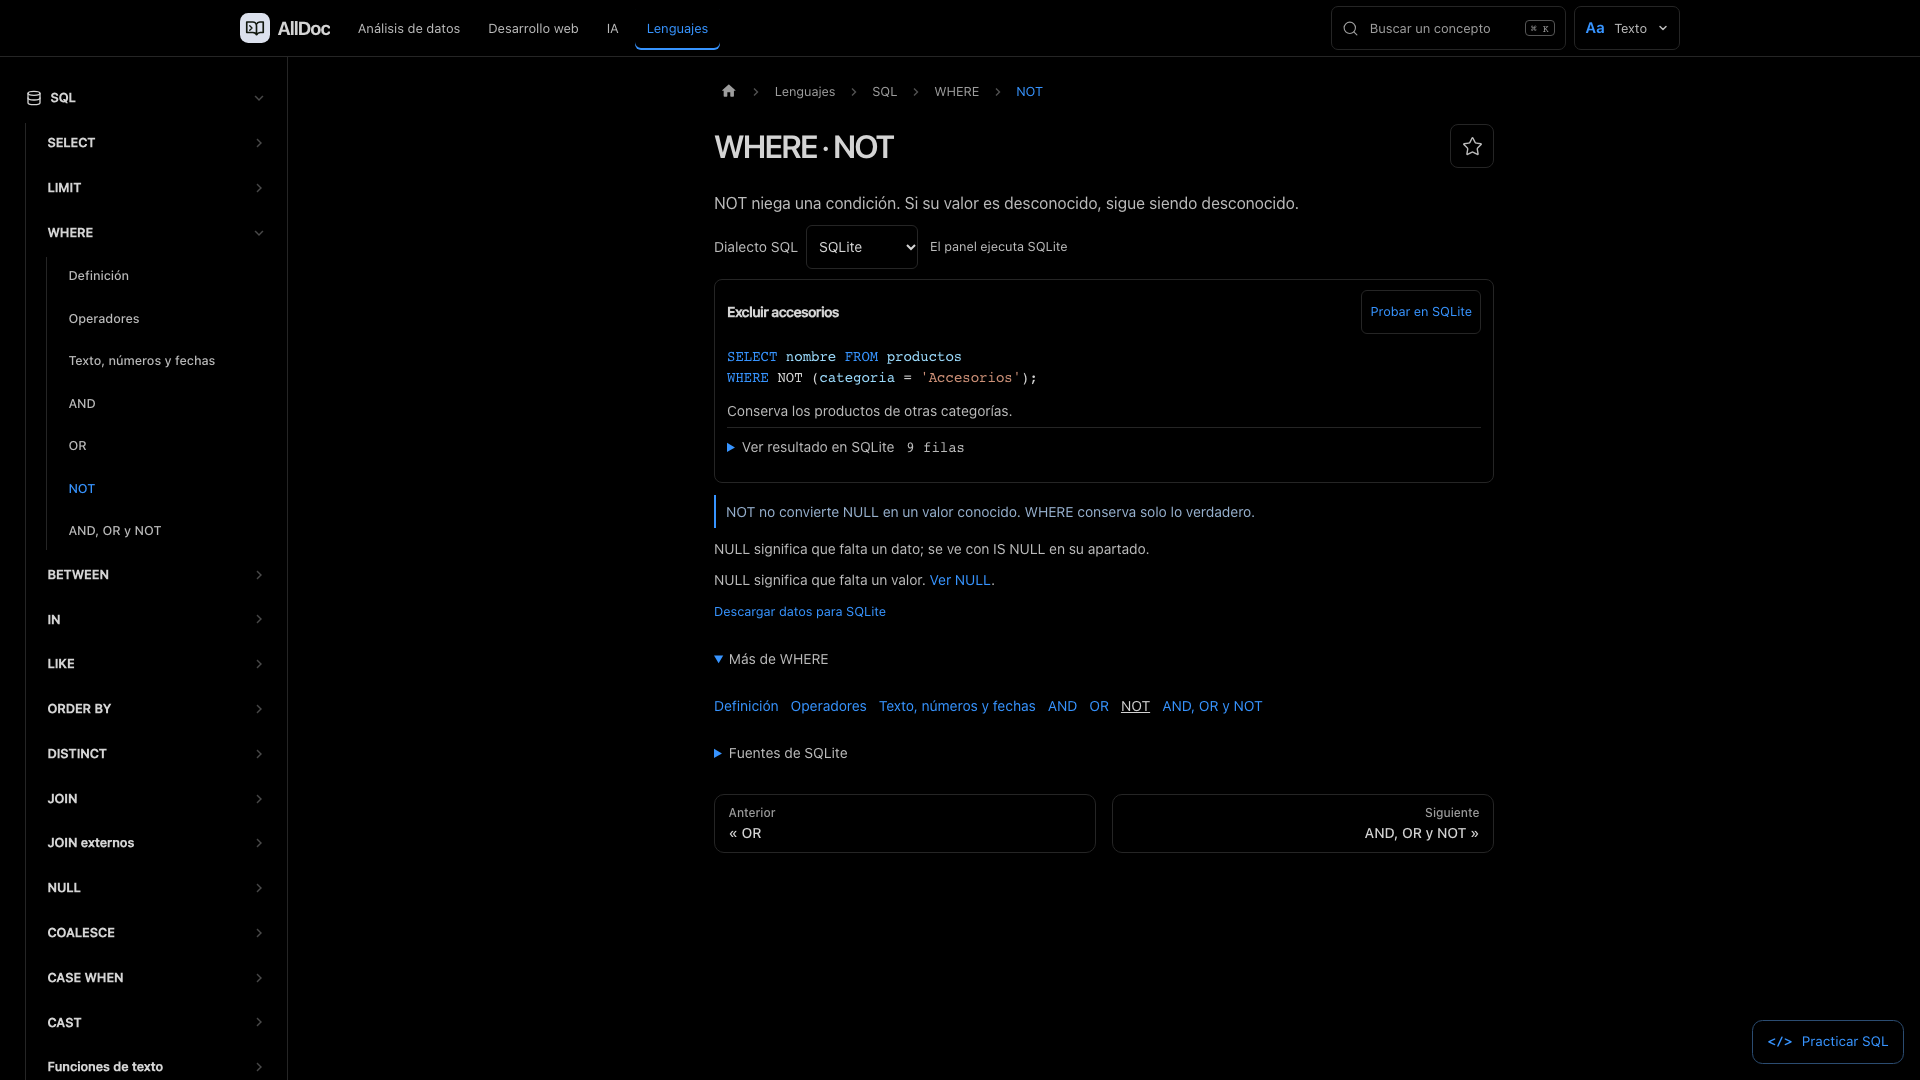 AllDoc
Análisis de datos
Desarrollo web
IA
Lenguajes
Buscar un concepto
⌘ K
Aa Texto
SQL
SELECT
LIMIT
WHERE
Definición
Operadores
Texto, números y fechas
AND
OR
NOT
AND, OR y NOT
BETWEEN
IN
LIKE
ORDER BY
DISTINCT
JOIN
JOIN externos
NULL
COALESCE
CASE WHEN
CAST
Funciones de texto
Lenguajes > SQL > WHERE > NOT
WHERE · NOT
NOT niega una condición. Si su valor es desconocido, sigue siendo desconocido.
Dialecto SQL SQLite El panel ejecuta SQLite
Excluir accesorios
Probar en SQLite
SELECT nombre FROM productos
WHERE NOT (categoria = 'Accesorios');
Conserva los productos de otras categorías.
Ver resultado en SQLite 9 filas
NOT no convierte NULL en un valor conocido. WHERE conserva solo lo verdadero.
NULL significa que falta un dato; se ve con IS NULL en su apartado.
NULL significa que falta un valor. Ver NULL.
Descargar datos para SQLite
Más de WHERE
Definición Operadores Texto, números y fechas AND OR NOT AND, OR y NOT
Fuentes de SQLite
Anterior
« OR
Siguiente
AND, OR y NOT »
</> Practicar SQL